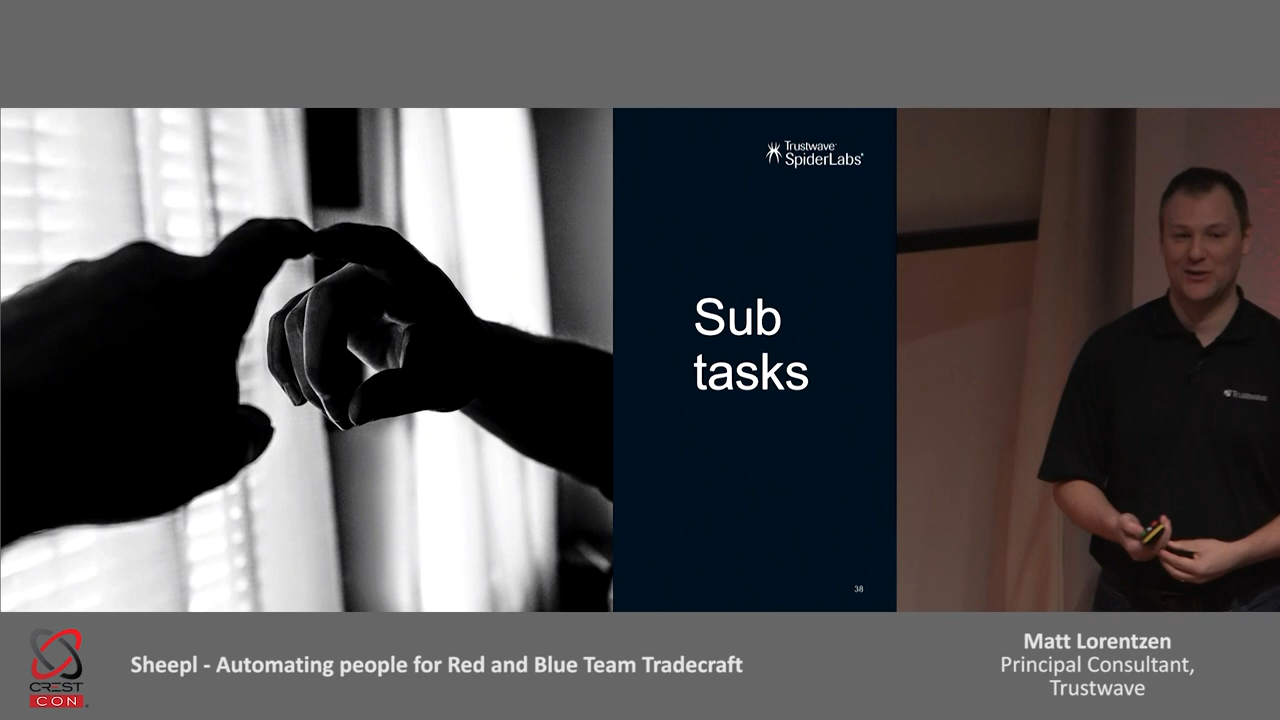 Trustwave
SpiderLabs
Sub
tasks
38
Trustwave
CREST
CON
Sheepl - Automating people for Red and Blue Team Tradecraft
Matt Lorentzen
Principal Consultant,
Trustwave